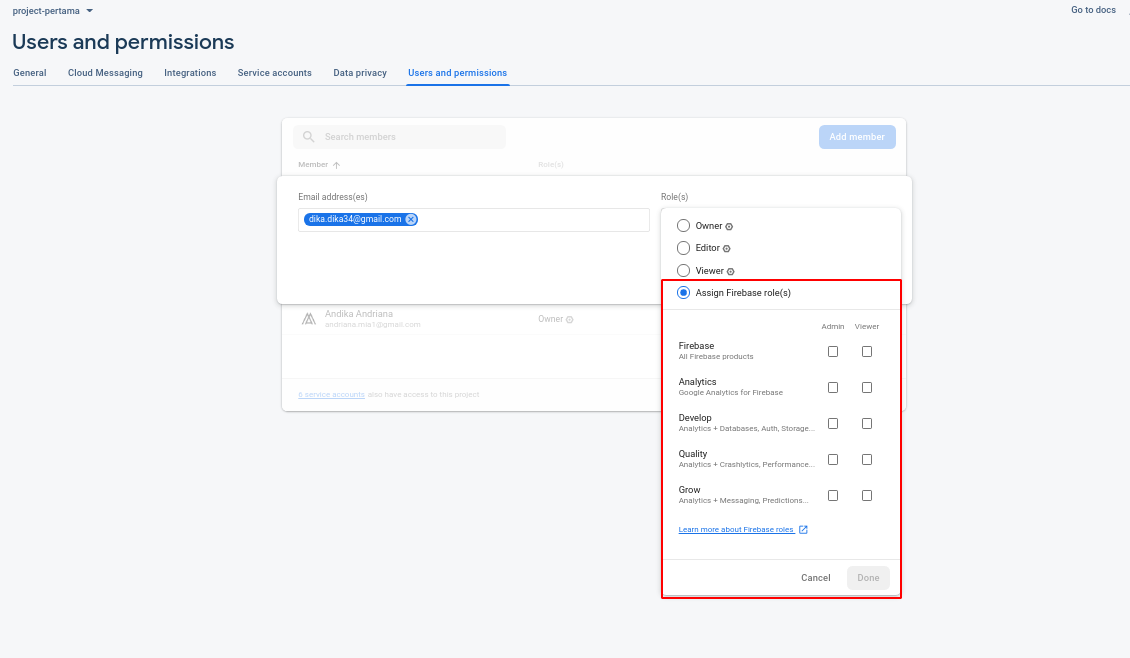 project-pertama
Go to docs
Users and permissions
General Cloud Messaging Integrations Service accounts Data privacy Users and permissions
Search members
Add member
Member Role(s)
Email address(es)
dika.dika34@gmail.com
Role(s)
Owner
Editor
Viewer
Assign Firebase role(s)
Admin Viewer
Firebase
All Firebase products
Analytics
Google Analytics for Firebase
Develop
Analytics + Databases, Auth, Storage...
Quality
Analytics + Crashlytics, Performance...
Grow
Analytics + Messaging, Predictions...
Learn more about Firebase roles
Cancel Done
Andika Andriana
andriana.mia1@gmail.com
Owner
6 service accounts also have access to this project